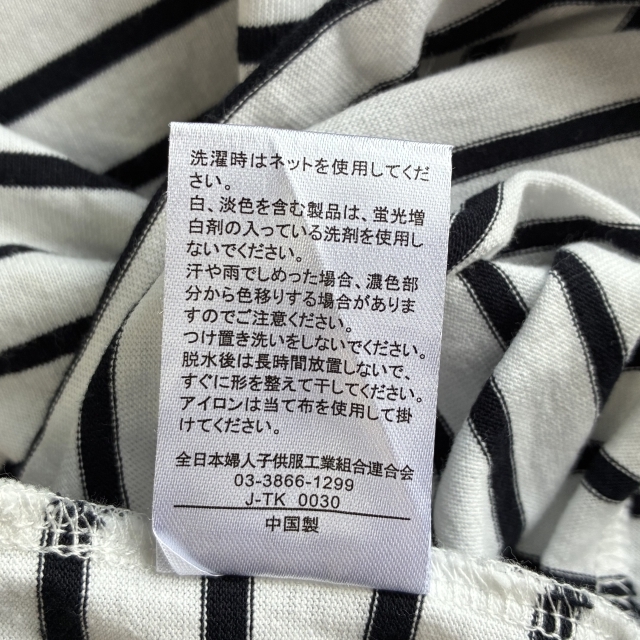 洗濯時はネットを使用してくだ
さい。
白、淡色を含む製品は、蛍光増
白剤の入っている洗剤を使用し
ないでください。
汗や雨でしめった場合、濃色部
分から色移りする場合がありま
すのでご注意ください。
つけ置き洗いをしないでください。
脱水後は長時間放置しないで、
すぐに形を整えて干してください。
アイロンは当て布を使用して掛
けてください。
全日本婦人子供服工業組合連合会
03-3866-1299
J-TK 0030
中国製